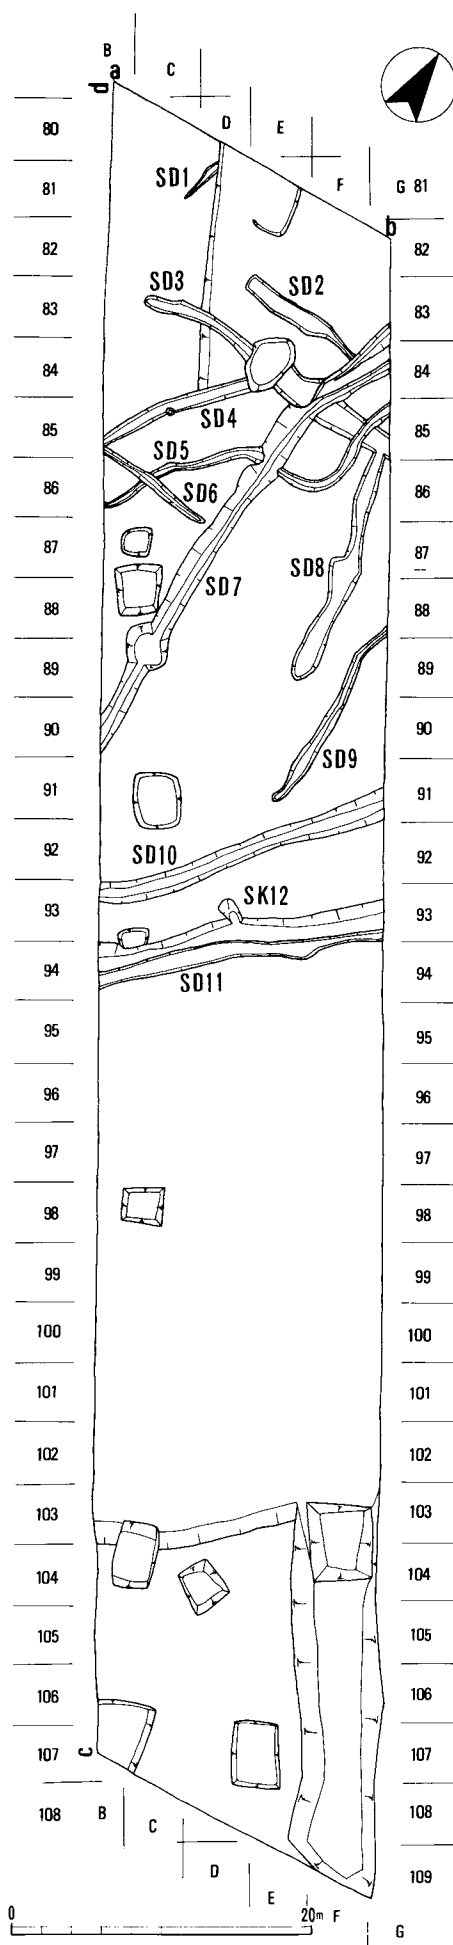 B C
a
d
D E
80
F G 81
SD1
81
b
82 82
SD3 SD2
83 83
84 84
SD4
85 85
SD5
86 SD6 86
87 SD8 87
SD7
88 88
89 89
90 90
SD9
91 91
SD10
92 92
SK12
93 93
94 94
SD11
95 95
96 96
97 97
98 98
99 99
100 100
101 101
102 102
103 103
104 104
105 105
106 106
107 107
C
108 B C 108
D
109
E
0 20m F
G